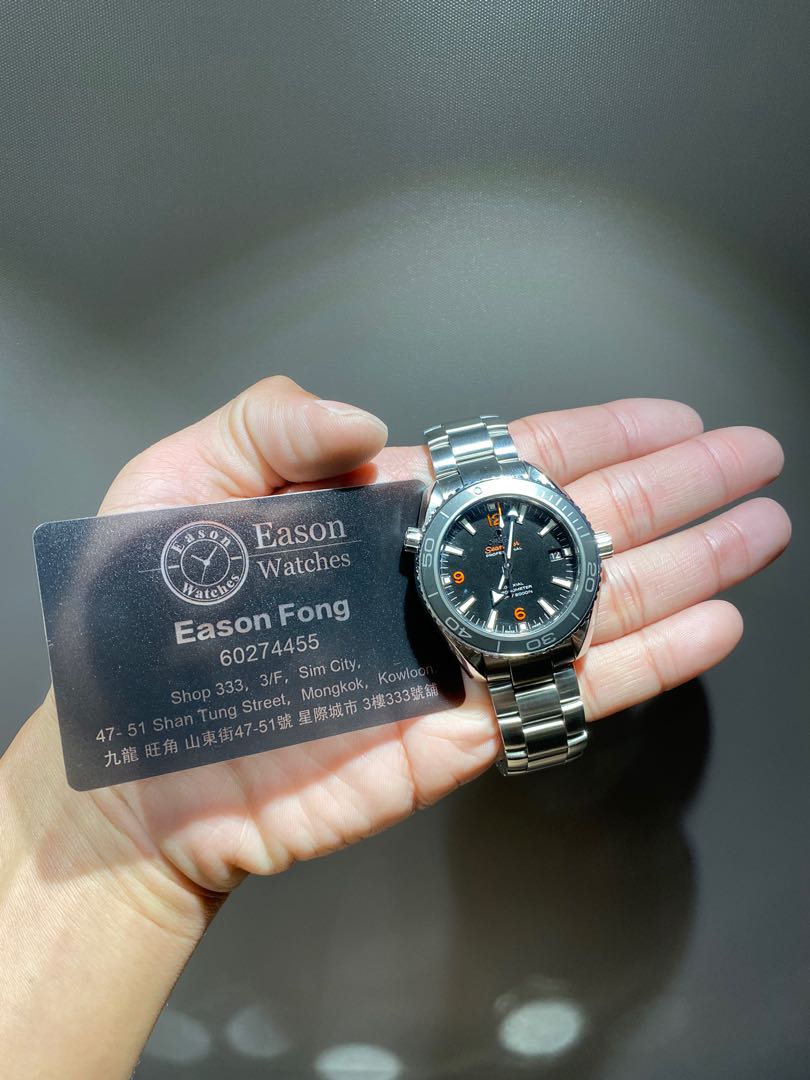 Eason
Watches
Eason
Watches
Eason Fong
60274455
Shop 333, 3/F, Sim City,
47- 51 Shan Tung Street, Mongkok, Kowloon,
九龍 旺角 山東街47-51號 星際城市 3樓333號舖
12
PROFESSIONAL
12
9
6
50
40
30
20